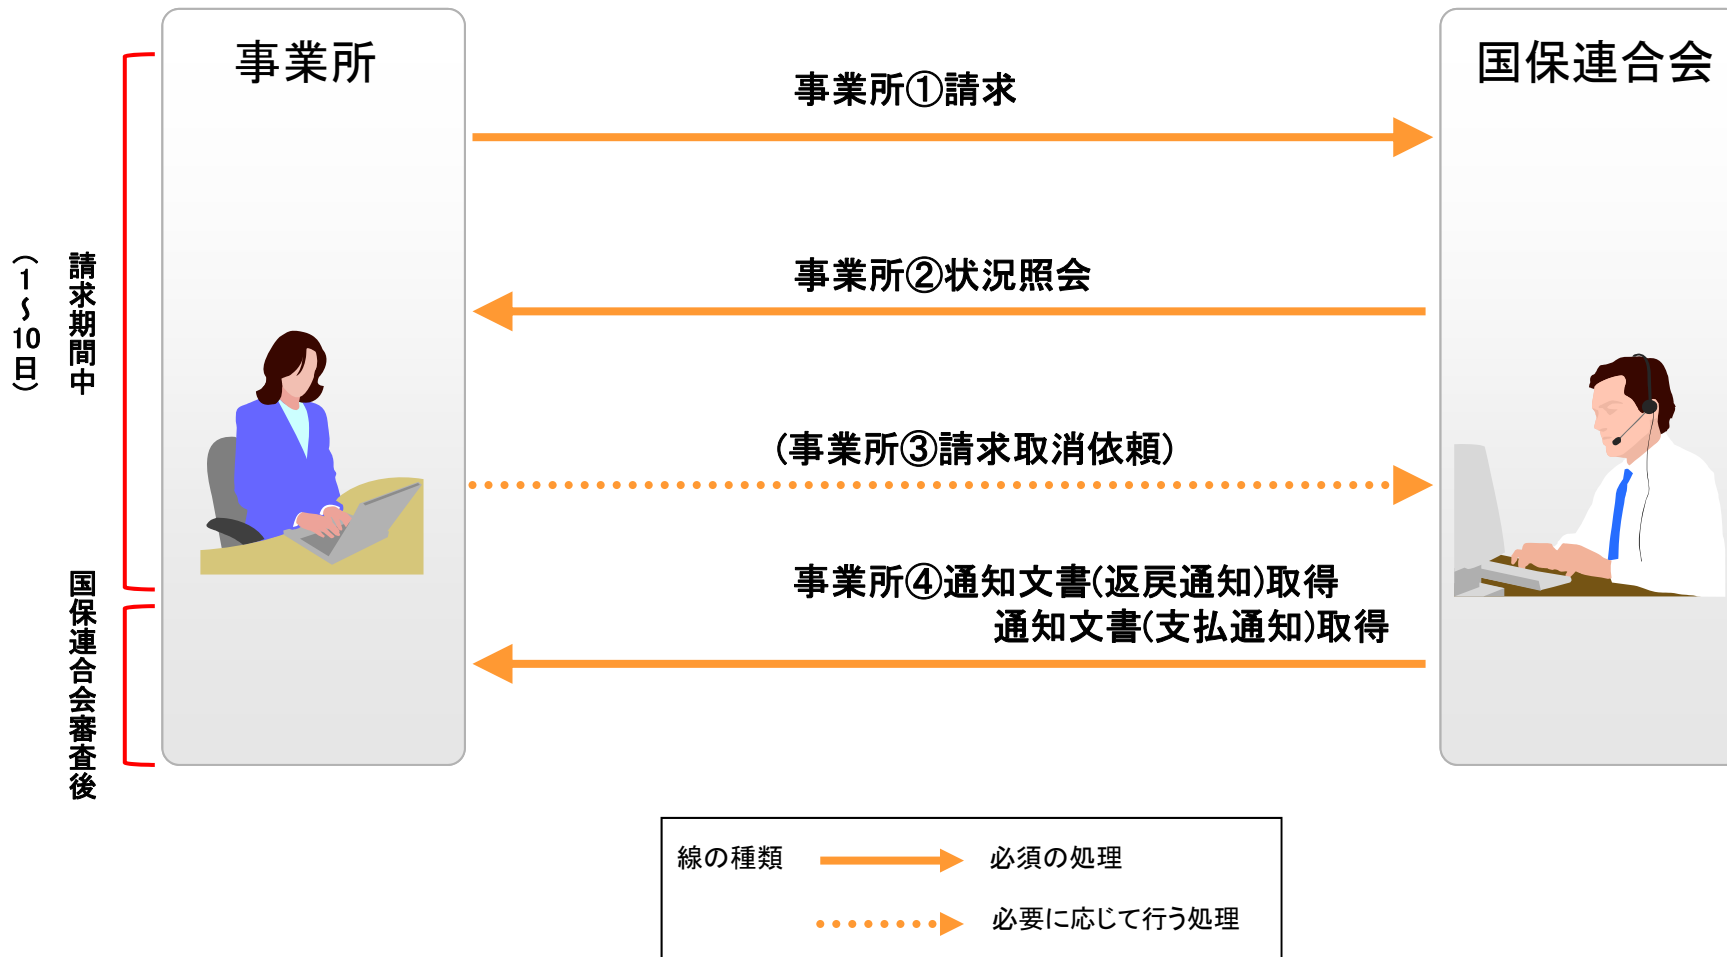 事業所
国保連合会
事業所①請求
事業所②状況照会
(事業所③請求取消依頼)
事業所④通知文書(返戻通知)取得
通知文書(支払通知)取得
請求期間中
(1~10日)
国保連合会審査後
線の種類
必須の処理
必要に応じて行う処理